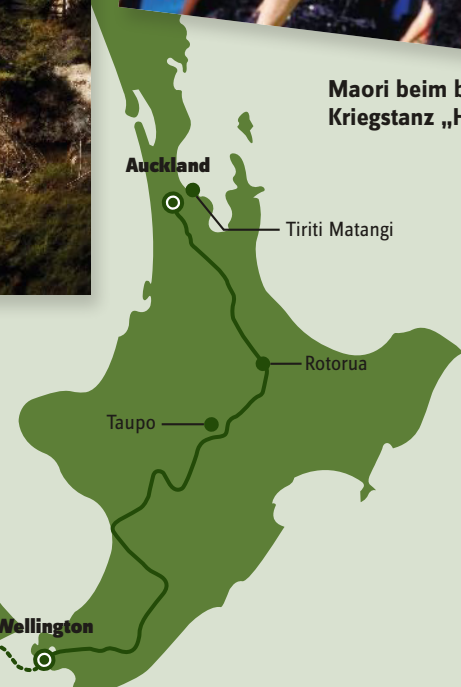 Maori beim
Kriegstanz
Auckland
Tiriti Matangi
Rotorua
Taupo
Wellington